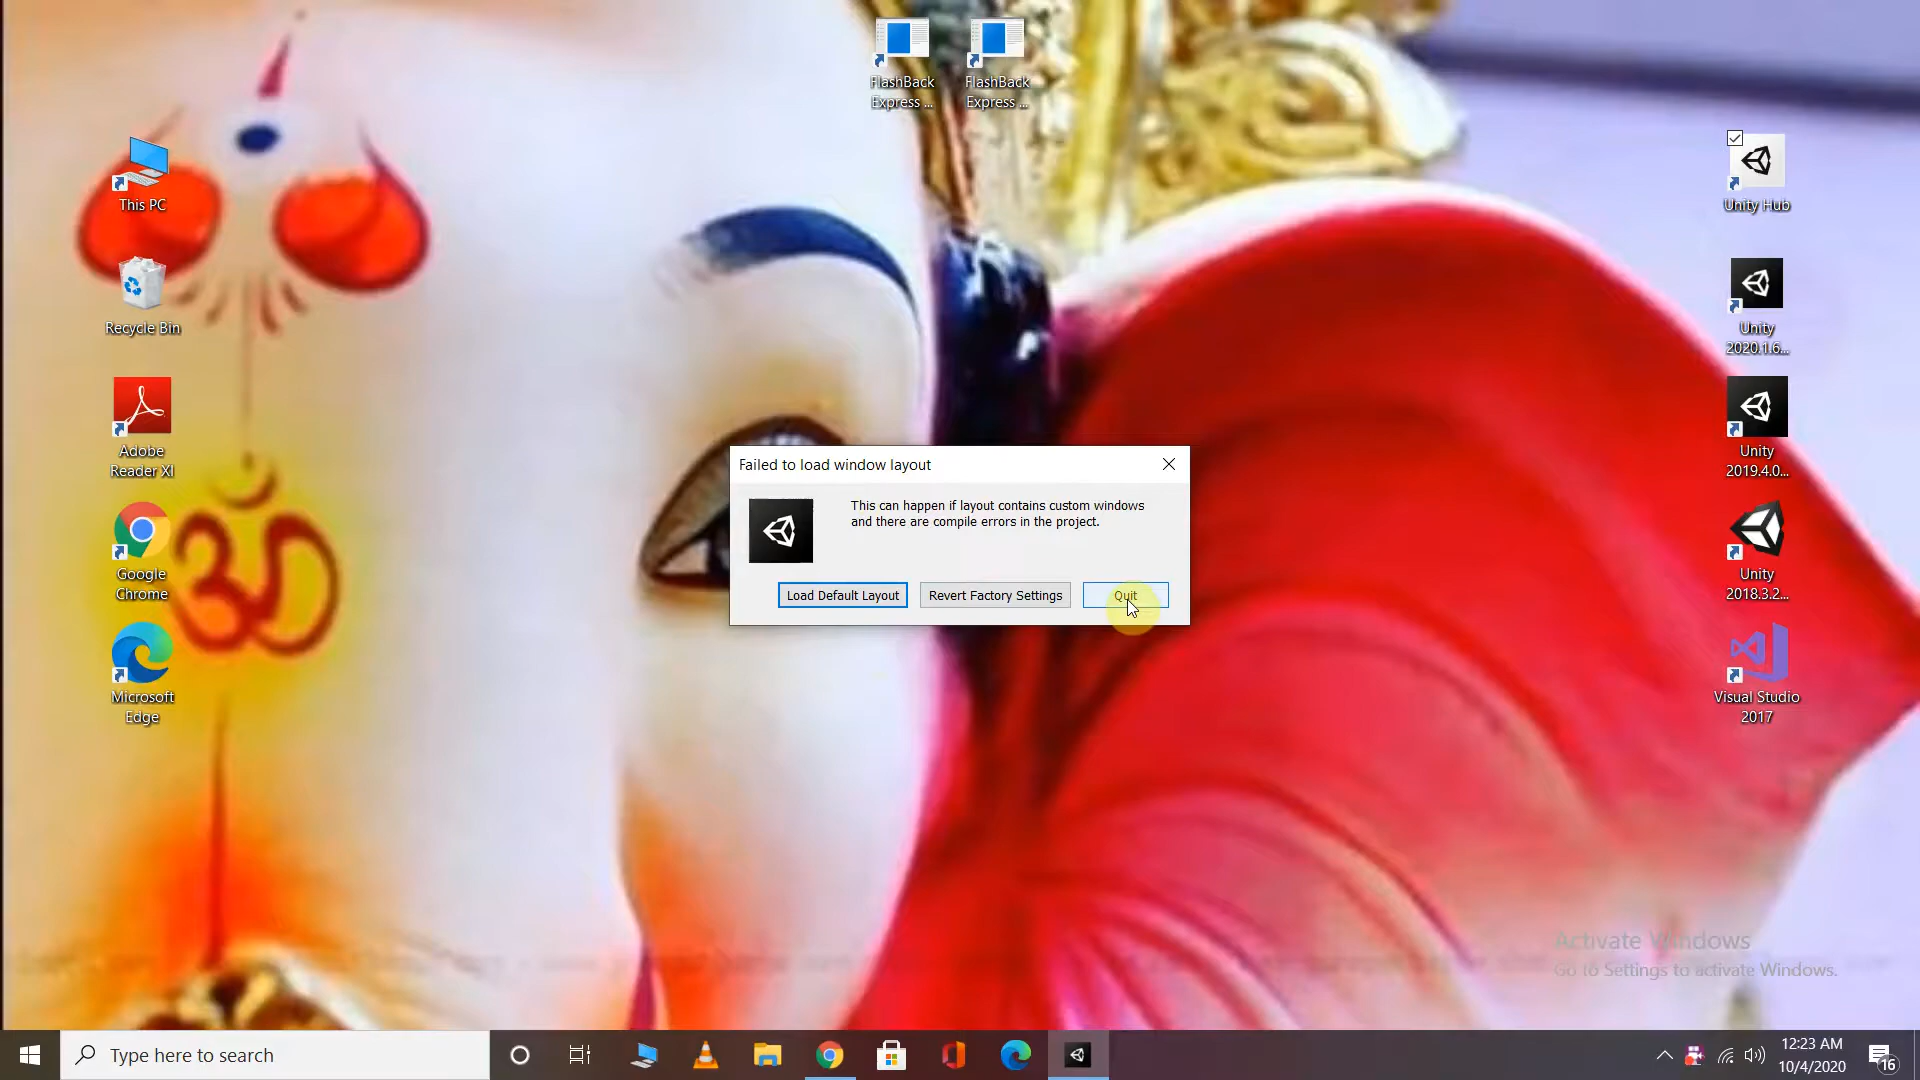 FlashBack
Express ...
FlashBack
Express ...
This PC
Recycle Bin
Adobe
Reader XI
ॐ
Google
Chrome
Microsoft
Edge
Unity Hub
Unity
2020.1.6...
Unity
2019.4.0...
Unity
2018.3.2...
Visual Studio
2017
Failed to load window layout
This can happen if layout contains custom windows
and there are compile errors in the project.
Load Default Layout
Revert Factory Settings
Quit
Activate Windows
Go to Settings to activate Windows.
Type here to search
12:23 AM
10/4/2020
16